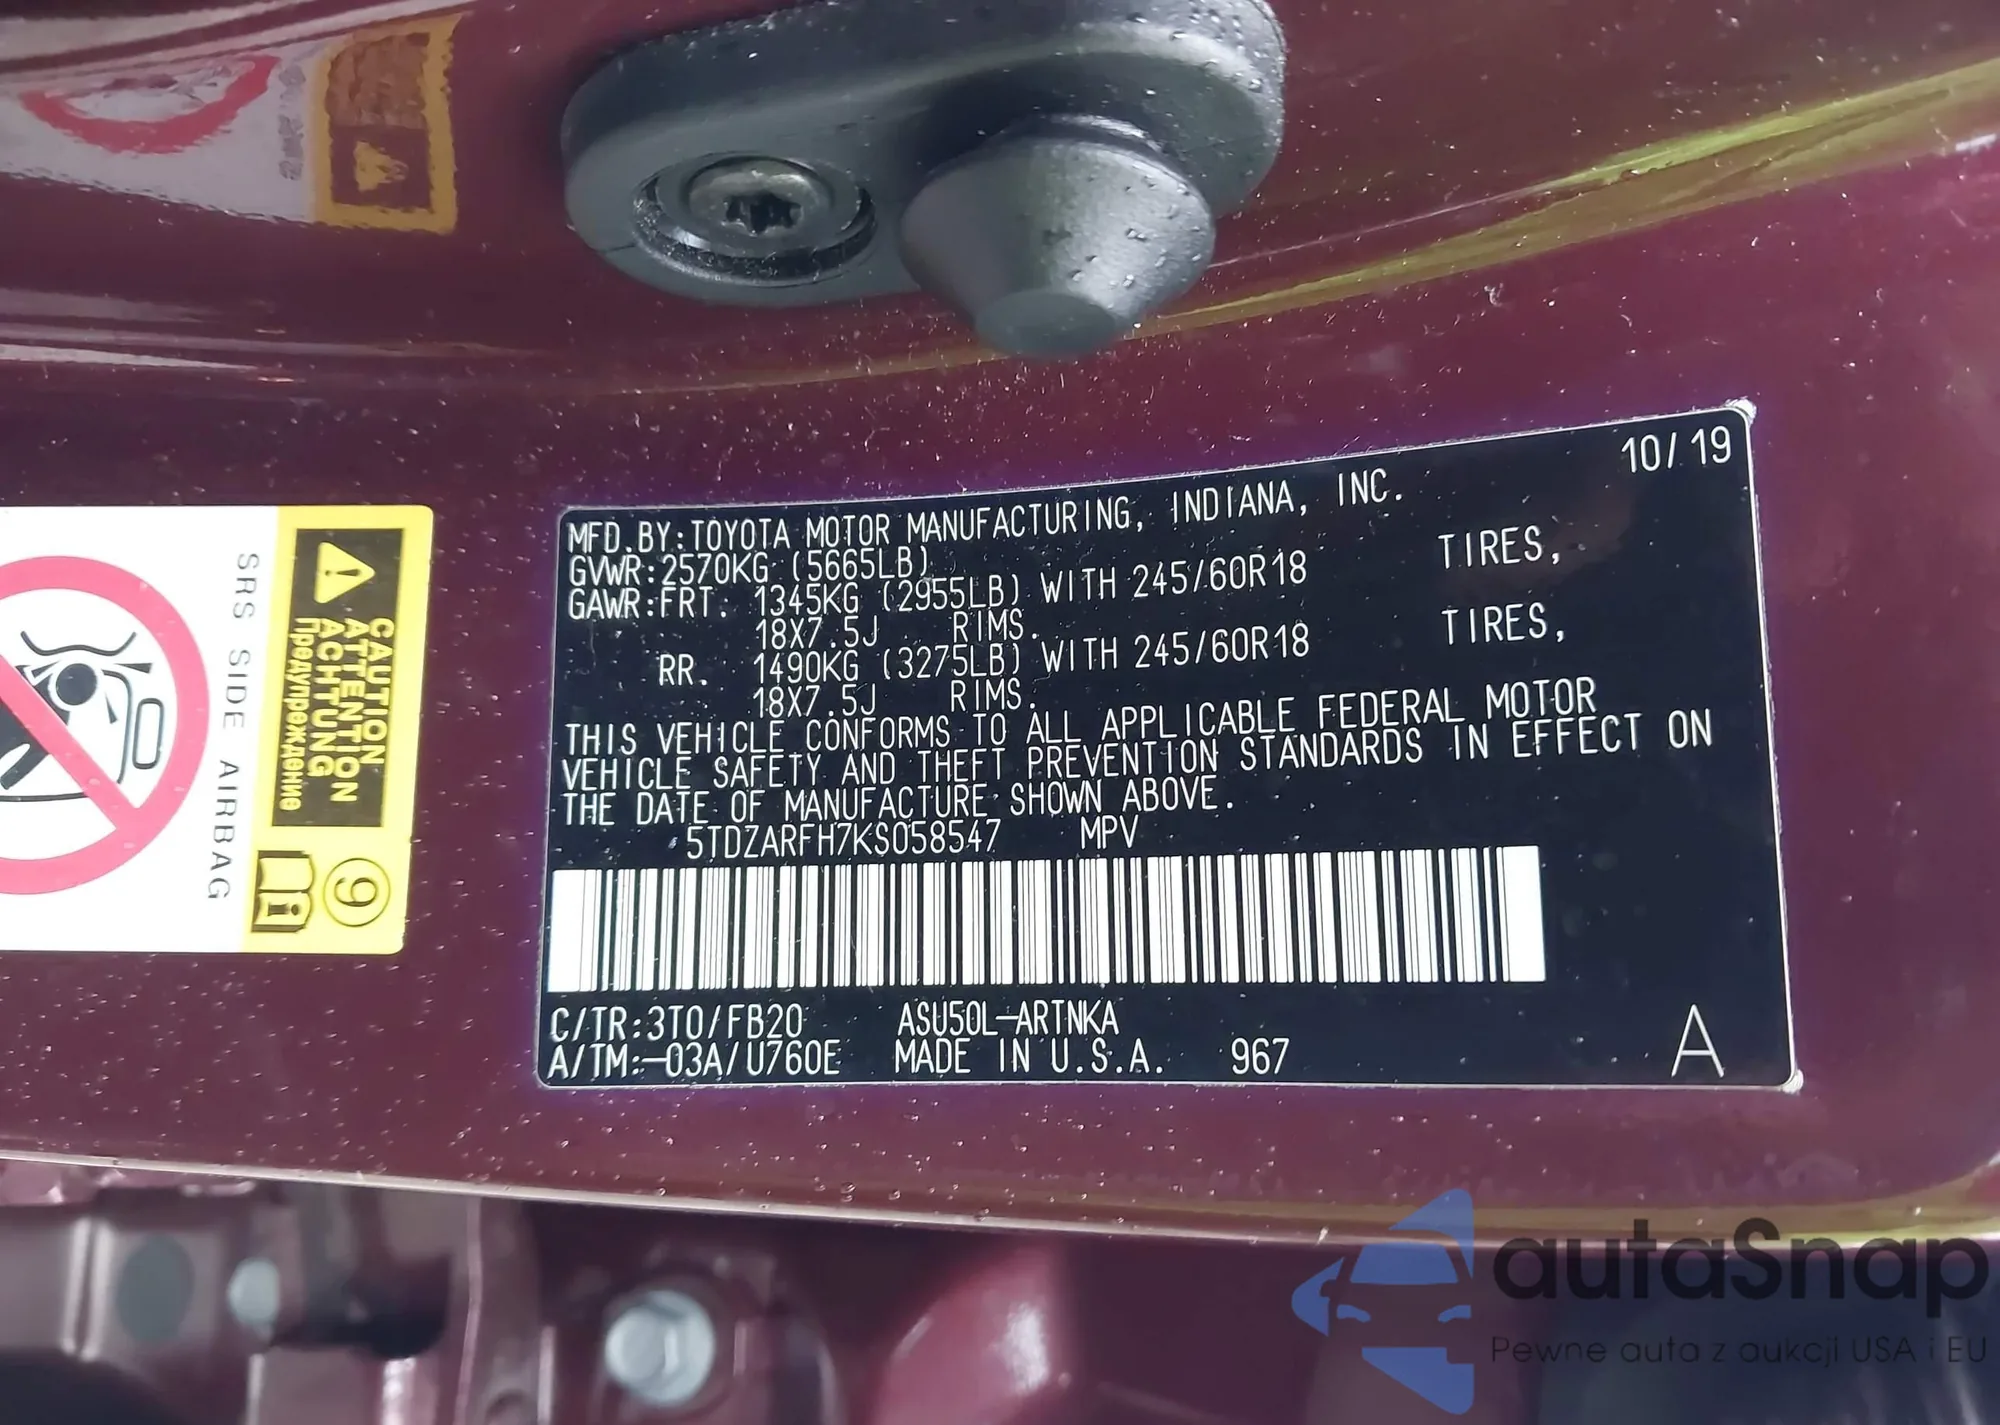 10/19
MFD.BY:TOYOTA MOTOR MANUFACTURING, INDIANA, INC.
GVWR:2570KG (5665LB)
GAWR:FRT. 1345KG (2955LB) WITH 245/60R18 TIRES,
18X7.5J RIMS.
RR. 1490KG (3275LB) WITH 245/60R18 TIRES,
18X7.5J RIMS.
THIS VEHICLE CONFORMS TO ALL APPLICABLE FEDERAL MOTOR
VEHICLE SAFETY AND THEFT PREVENTION STANDARDS IN EFFECT ON
THE DATE OF MANUFACTURE SHOWN ABOVE.
5TDZARFH7KS058547 MPV
C/TR:3T0/FB20 ASU50L-ARTNKA
A/TM:-03A/U760E MADE IN U.S.A. 967
A
CAUTION
ATTENTION
ACHTUNG
Предупреждение
SRS SIDE AIRBAG
9
autaSnap
Pewne auta z aukcji USA i EU